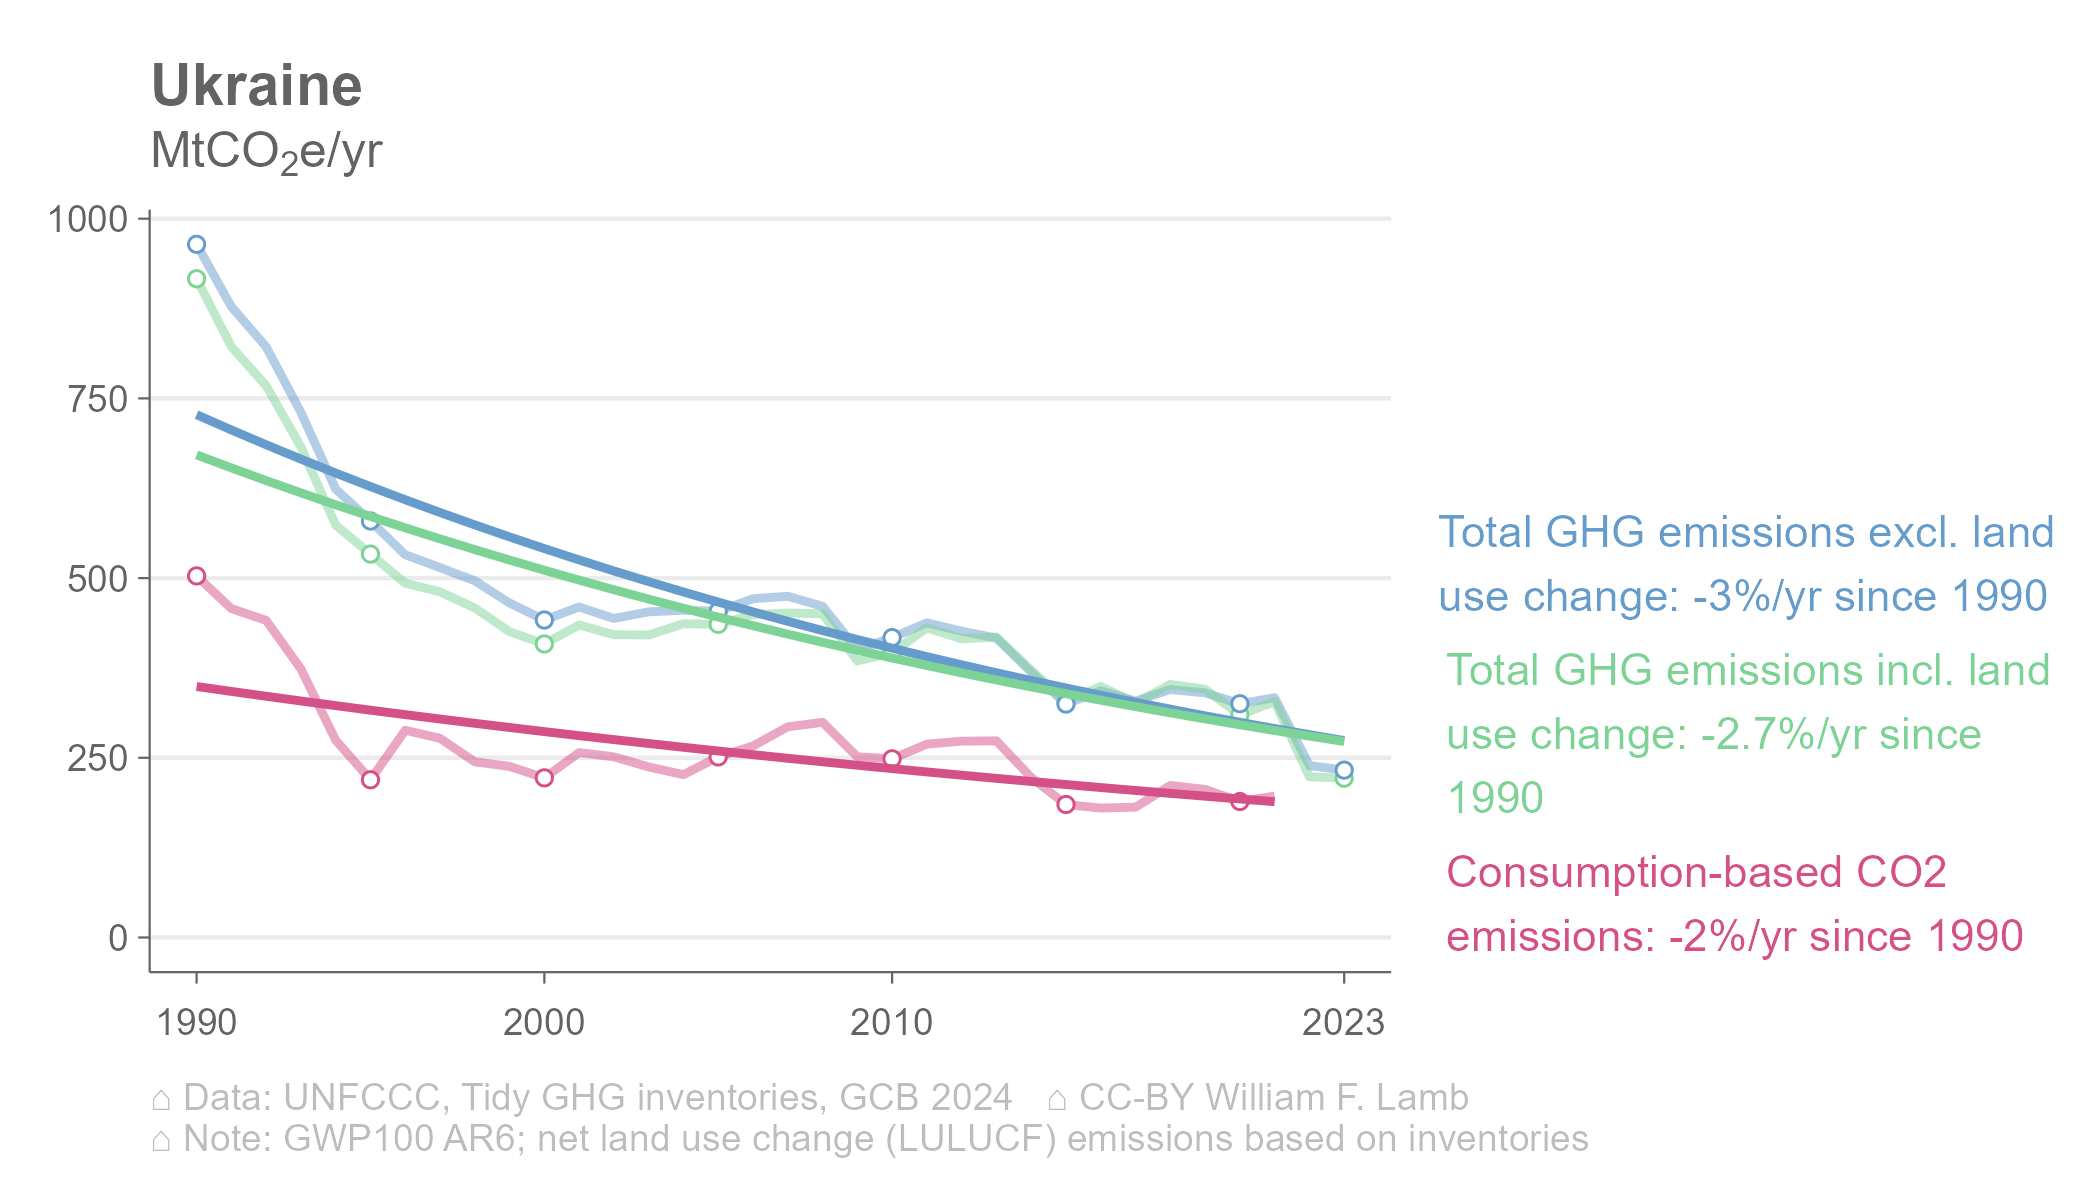 Ukraine
MtCO₂e/yr
1000
750
500
250
0
1990
2000
2010
2023
Total GHG emissions excl. land
use change: -3%/yr since 1990
Total GHG emissions incl. land
use change: -2.7%/yr since
1990
Consumption-based CO2
emissions: -2%/yr since 1990
⌂ Data: UNFCCC, Tidy GHG inventories, GCB 2024 ⌂ CC-BY William F. Lamb
⌂ Note: GWP100 AR6; net land use change (LULUCF) emissions based on inventories